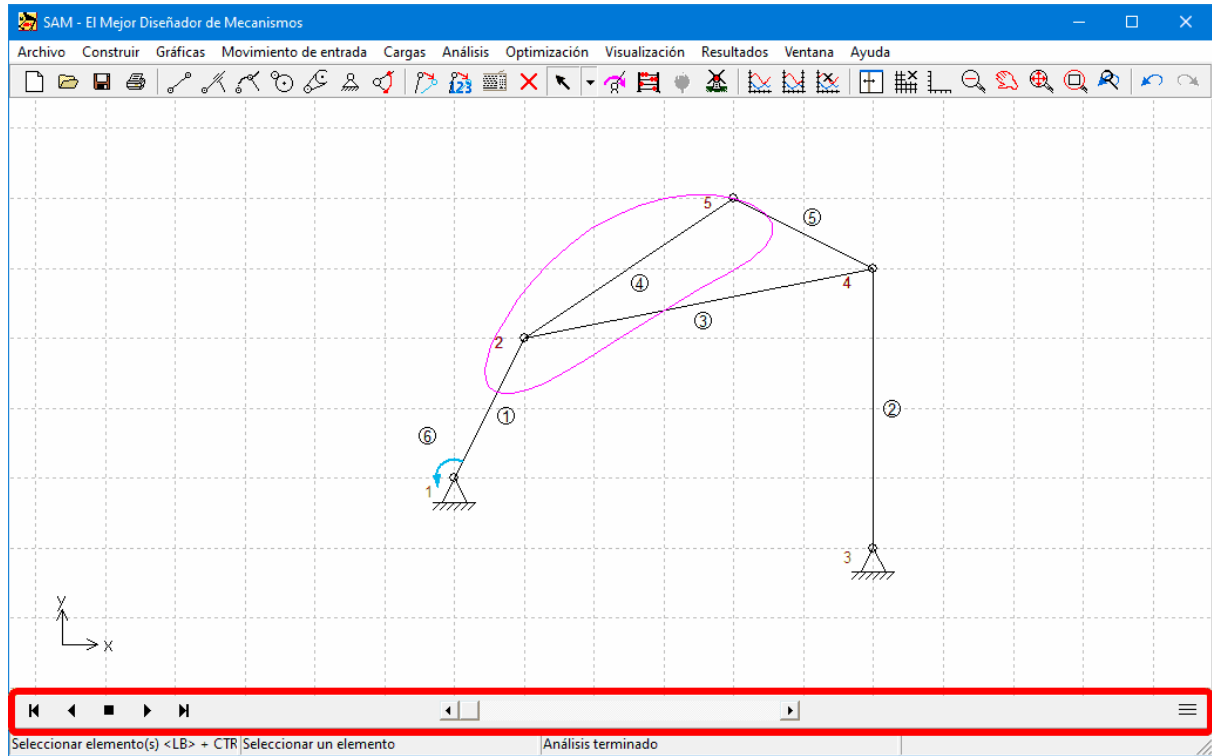 SAM - El Mejor Diseñador de Mecanismos
Archivo Construir Gráficas Movimiento de entrada Cargas Análisis Optimización Visualización Resultados Ventana Ayuda
123
5
⑤
④
4
③
2
①
②
⑥
1
3
y
x
Seleccionar elemento(s) <LB> + CTR Seleccionar un elemento Análisis terminado